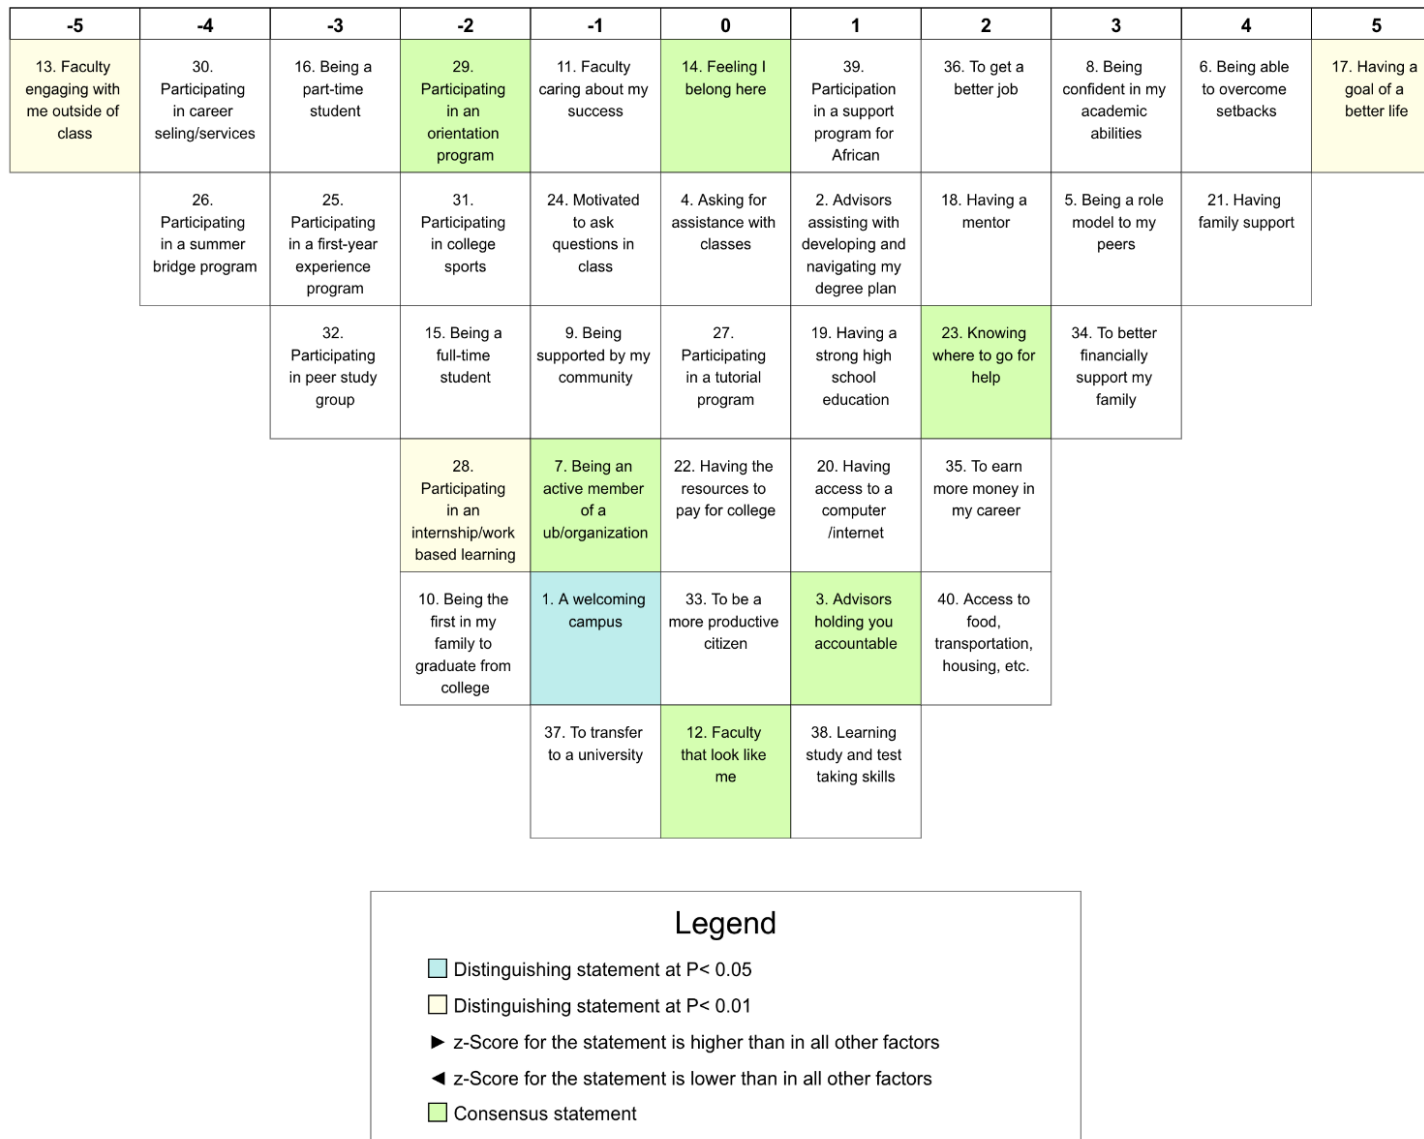 -5 -4 -3 -2 -1 0 1 2 3 4 5
13. Faculty
engaging with
me outside of
class
30.
Participating
in career
seling/services
16. Being a
part-time
student
29.
Participating
in an
orientation
program
11. Faculty
caring about my
success
14. Feeling I
belong here
39.
Participation
in a support
program for
African
36. To get a
better job
8. Being
confident in my
academic
abilities
6. Being able
to overcome
setbacks
17. Having a
goal of a
better life
26.
Participating
in a summer
bridge program
25.
Participating
in a first-year
experience
program
31.
Participating
in college
sports
24. Motivated
to ask
questions in
class
4. Asking for
assistance with
classes
2. Advisors
assisting with
developing and
navigating my
degree plan
18. Having a
mentor
5. Being a role
model to my
peers
21. Having
family support
32.
Participating
in peer study
group
15. Being a
full-time
student
9. Being
supported by my
community
27.
Participating
in a tutorial
program
19. Having a
strong high
school
education
23. Knowing
where to go for
help
34. To better
financially
support my
family
28.
Participating
in an
internship/work
based learning
7. Being an
active member
of a
ub/organization
22. Having the
resources to
pay for college
20. Having
access to a
computer
/internet
35. To earn
more money in
my career
10. Being the
first in my
family to
graduate from
college
1. A welcoming
campus
33. To be a
more productive
citizen
3. Advisors
holding you
accountable
40. Access to
food,
transportation,
housing, etc.
37. To transfer
to a university
12. Faculty
that look like
me
38. Learning
study and test
taking skills
Legend
Distinguishing statement at P< 0.05
Distinguishing statement at P< 0.01
► z-Score for the statement is higher than in all other factors
◄ z-Score for the statement is lower than in all other factors
Consensus statement